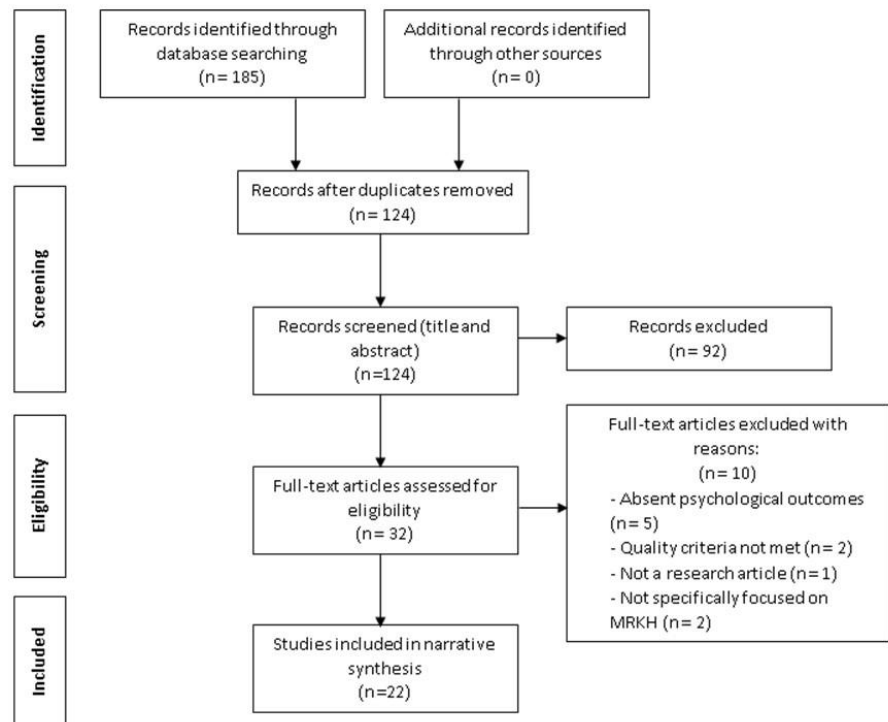 Identification
Records identified through
database searching
(n= 185)
Additional records identified
through other sources
(n= 0)
Screening
Records after duplicates removed
(n= 124)
Records screened (title and
abstract)
(n=124)
Records excluded
(n= 92)
Eligibility
Full-text articles assessed for
eligibility
(n= 32)
Full-text articles excluded with
reasons:
(n= 10)
- Absent psychological outcomes
(n= 5)
- Quality criteria not met (n= 2)
- Not a research article (n= 1)
- Not specifically focused on
MRKH (n= 2)
Included
Studies included in narrative
synthesis
(n=22)